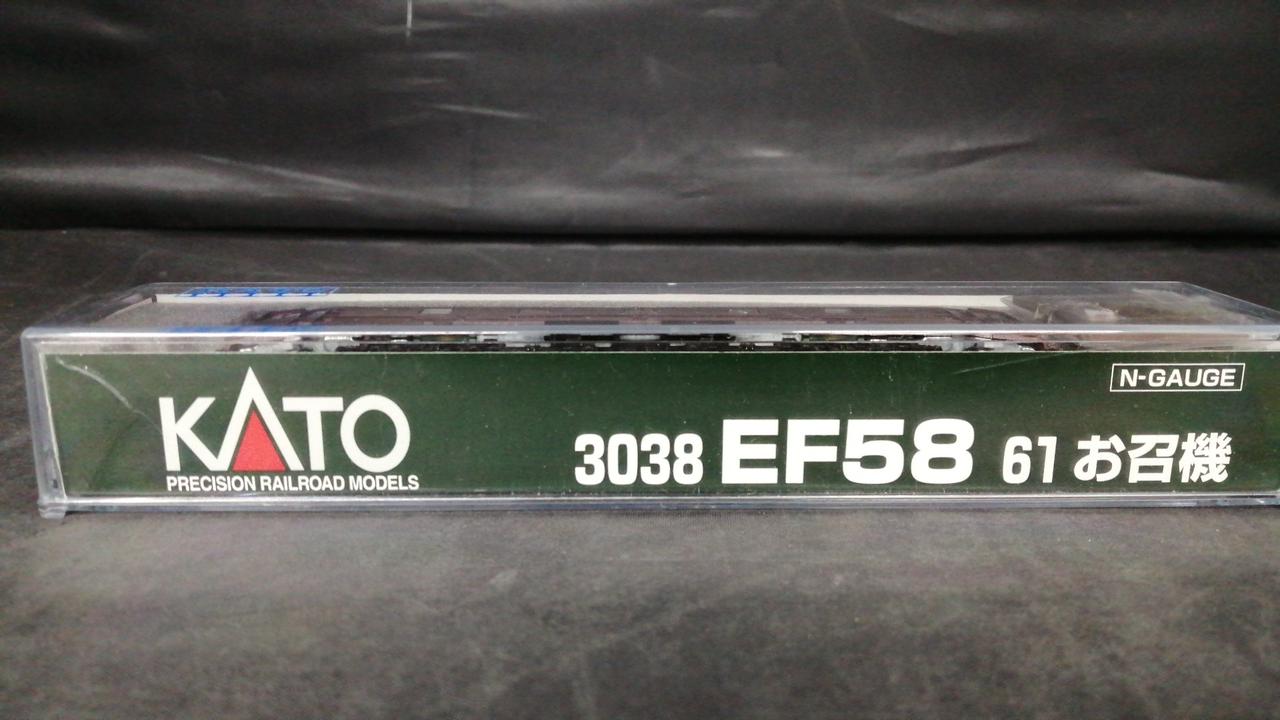 N-GAUGE
KATO
3038 EF58 61 お召機
PRECISION RAILROAD MODELS